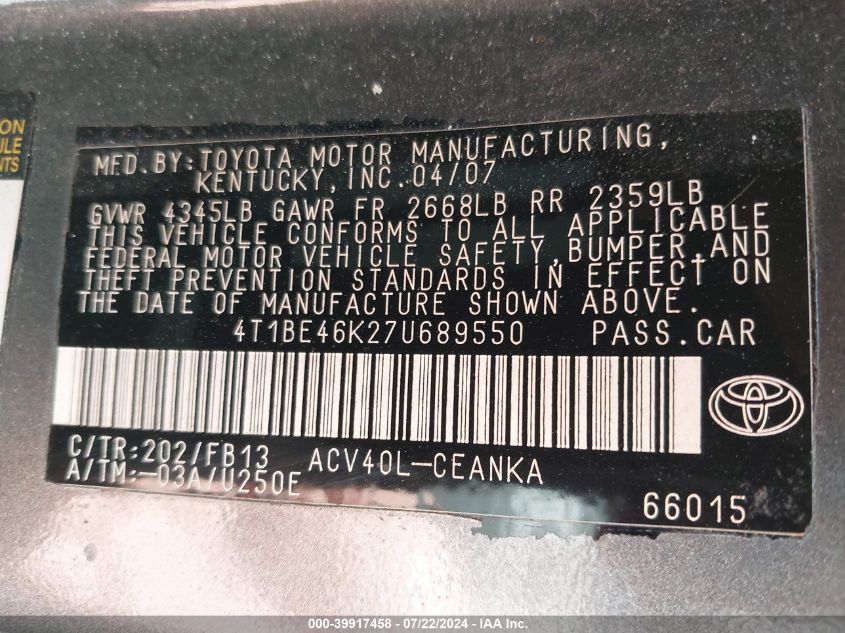 ON
ULE
NTS
MFD.BY:TOYOTA MOTOR MANUFACTURING,
KENTUCKY,INC.04/07
GVWR 4345LB GAWR FR 2668LB RR 2359LB
THIS VEHICLE CONFORMS TO ALL APPLICABLE
FEDERAL MOTOR VEHICLE SAFETY,BUMPER,AND
THEFT PREVENTION STANDARDS IN EFFECT ON
THE DATE OF MANUFACTURE SHOWN ABOVE.
4T1BE46K27U689550 PASS.CAR
C/TR:202/FB13 ACV40L-CEANKA
A/TM:-03A/U250E
66015
000-39917458 - 07/22/2024 - IAA Inc.